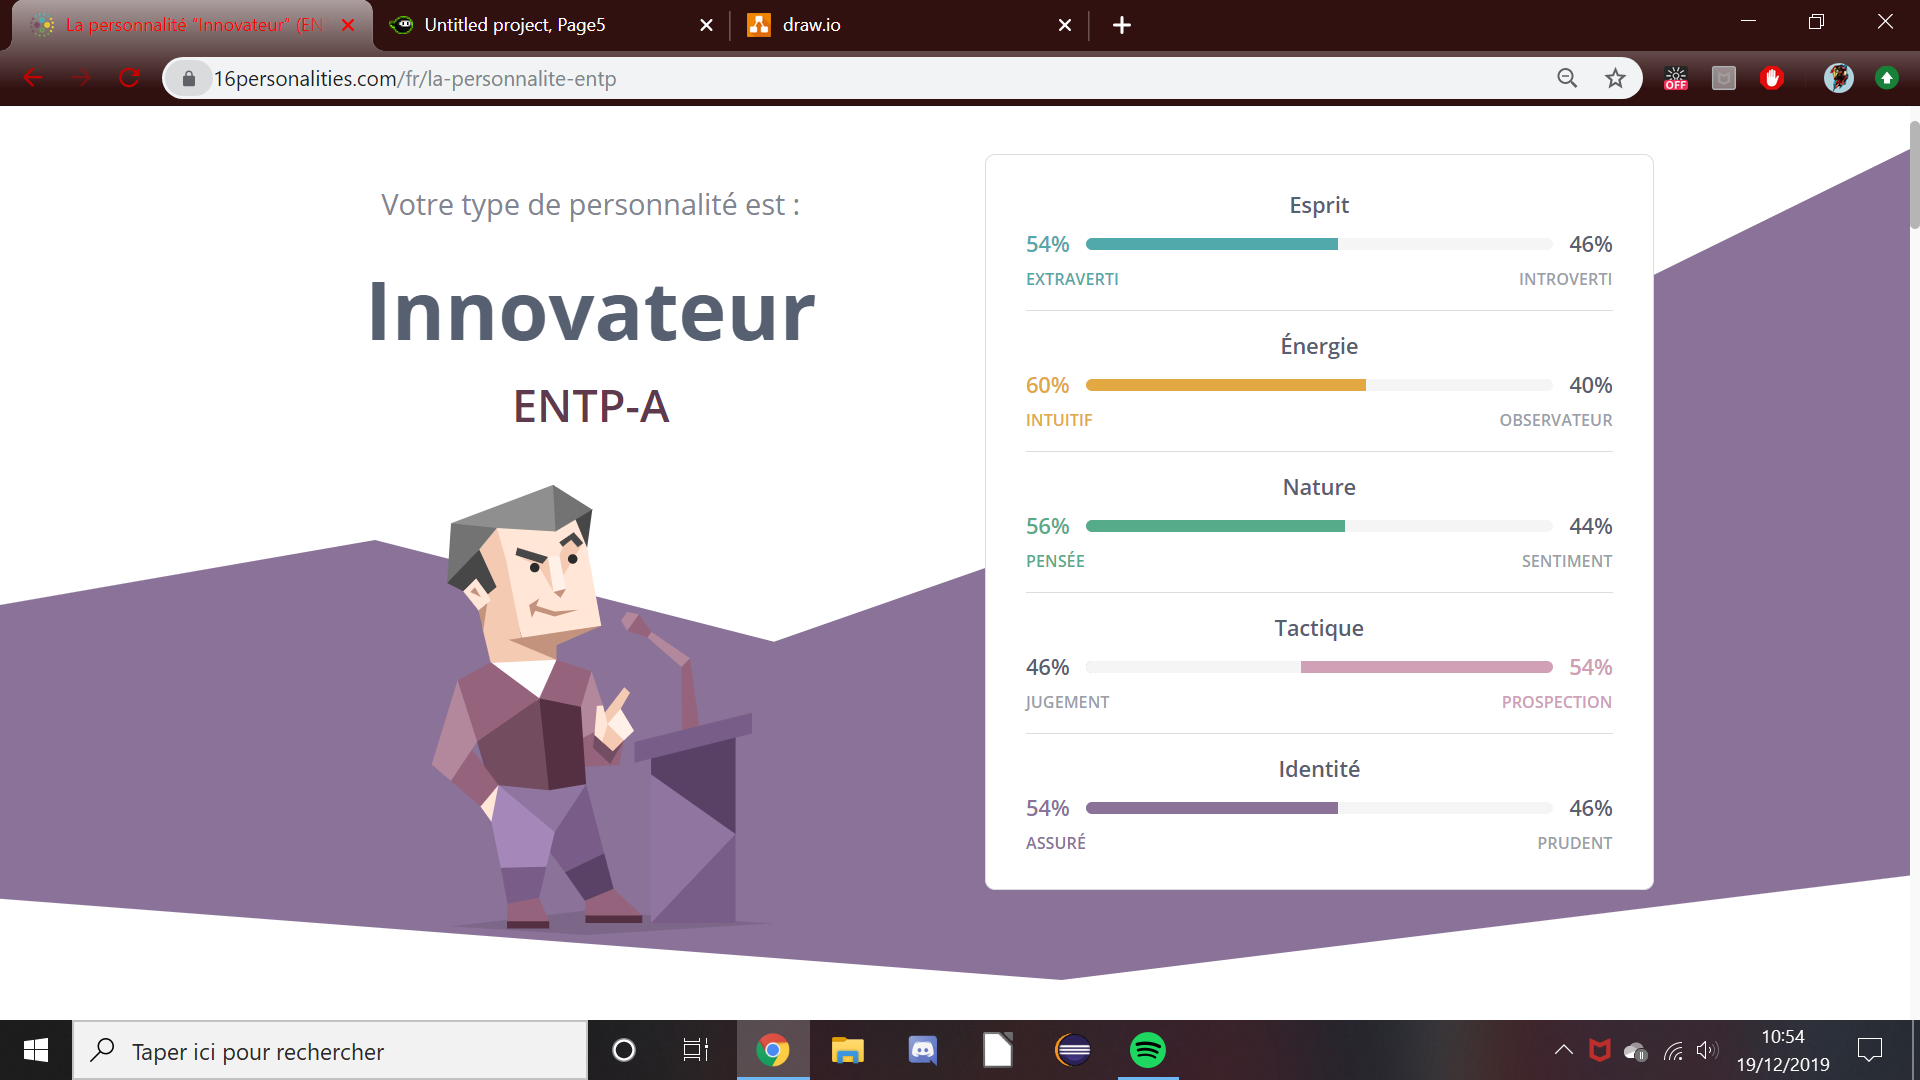 La personnalité "Innovateur" (EN
Untitled project, Page5
draw.io
16personalities.com/fr/la-personnalite-entp
OFF
Votre type de personnalité est :
Innovateur
ENTP-A
Esprit
54% 46%
EXTRAVERTI INTROVERTI
Énergie
60% 40%
INTUITIF OBSERVATEUR
Nature
56% 44%
PENSÉE SENTIMENT
Tactique
46% 54%
JUGEMENT PROSPECTION
Identité
54% 46%
ASSURÉ PRUDENT
Taper ici pour rechercher
10:54
19/12/2019